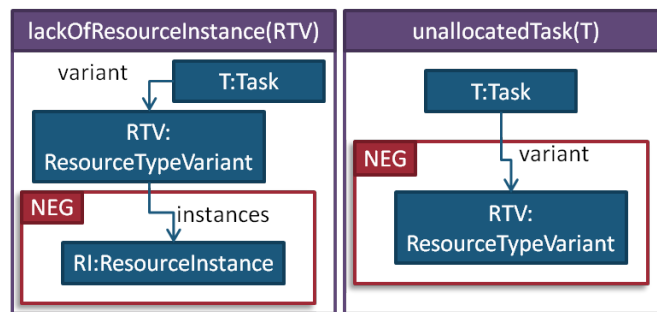 lackOfResourceInstance(RTV)
variant
T:Task
RTV:
ResourceTypeVariant
NEG
instances
RI:ResourceInstance
unallocatedTask(T)
T:Task
NEG
variant
RTV:
ResourceTypeVariant